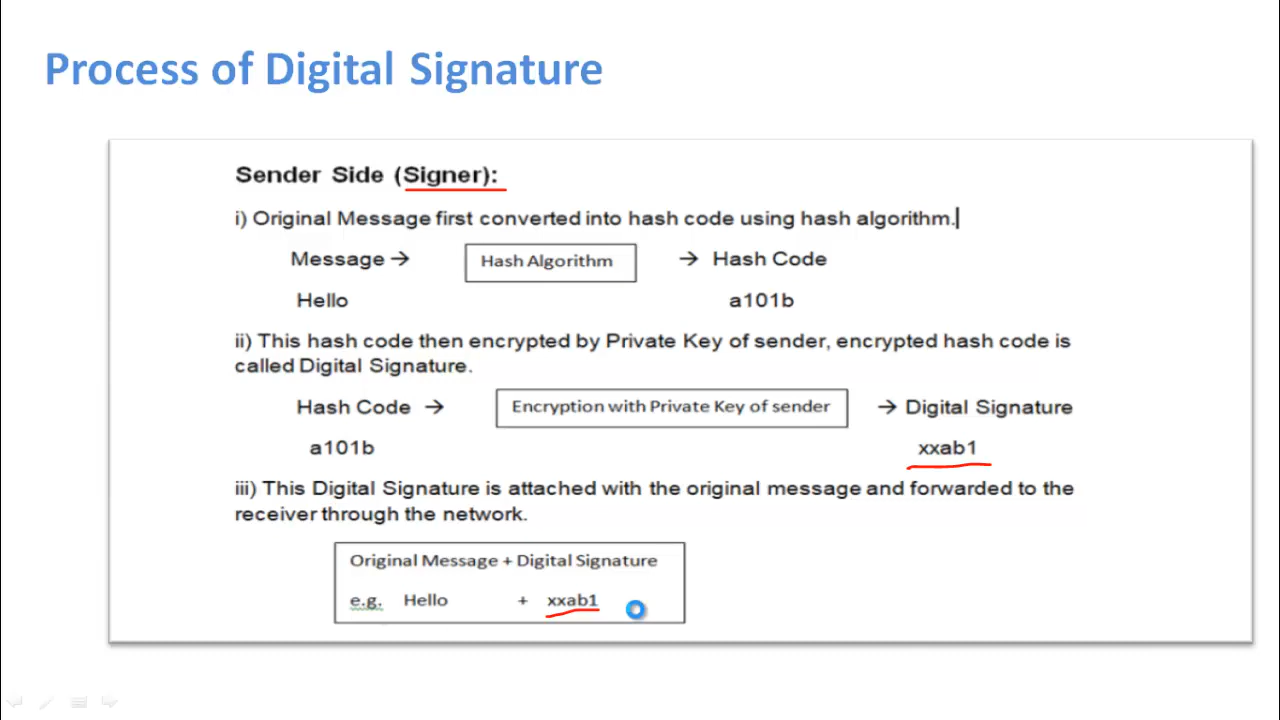 Process of Digital Signature
Sender Side (Signer):
i) Original Message first converted into hash code using hash algorithm.
Message → Hash Algorithm → Hash Code
Hello a101b
ii) This hash code then encrypted by Private Key of sender, encrypted hash code is
called Digital Signature.
Hash Code → Encryption with Private Key of sender → Digital Signature
a101b xxab1
iii) This Digital Signature is attached with the original message and forwarded to the
receiver through the network.
Original Message + Digital Signature
e.g. Hello + xxab1